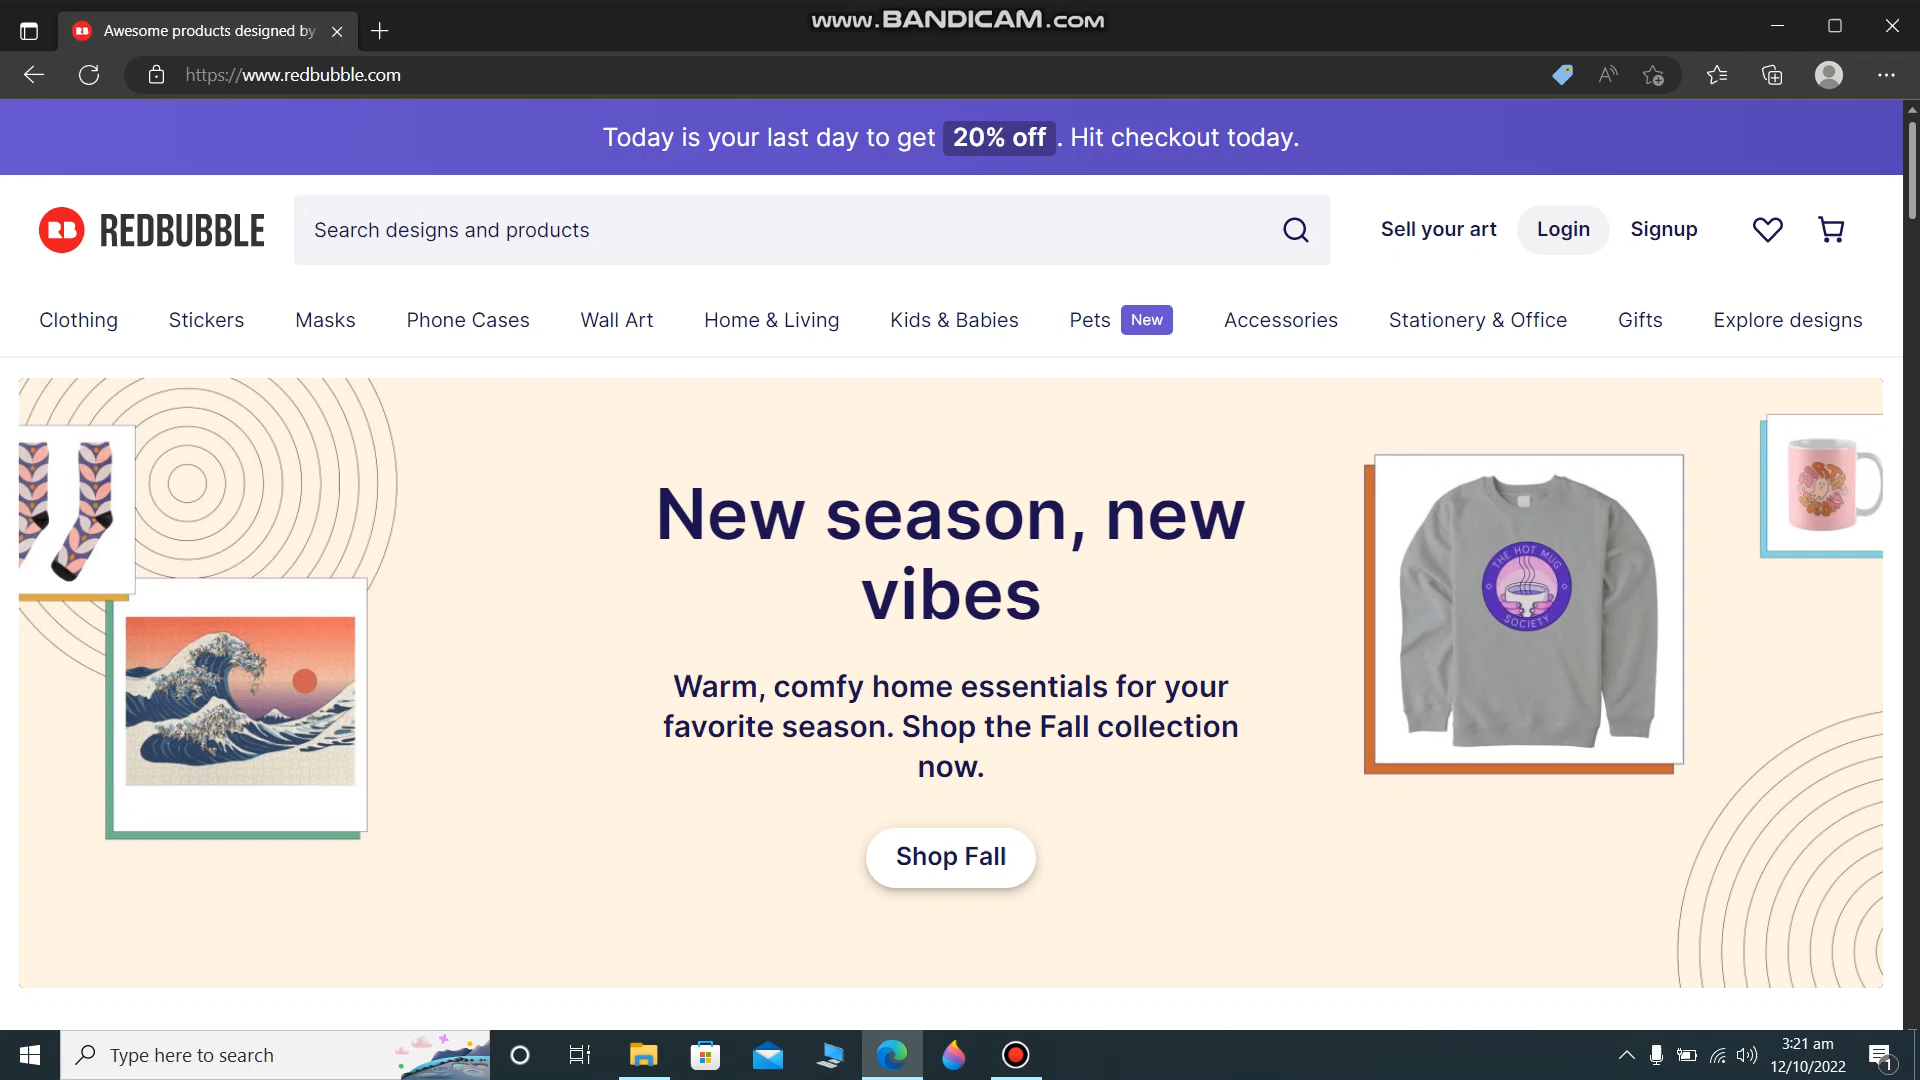 www.BANDICAM.com
Awesome products designed by
https://www.redbubble.com
Today is your last day to get 20% off . Hit checkout today.
RB REDBUBBLE
Search designs and products
Sell your art
Login
Signup
Clothing
Stickers
Masks
Phone Cases
Wall Art
Home & Living
Kids & Babies
Pets New
Accessories
Stationery & Office
Gifts
Explore designs
New season, new
vibes
Warm, comfy home essentials for your
favorite season. Shop the Fall collection
now.
Shop Fall
THE HOT MUG
SOCIETY
Type here to search
3:21 am
12/10/2022
1